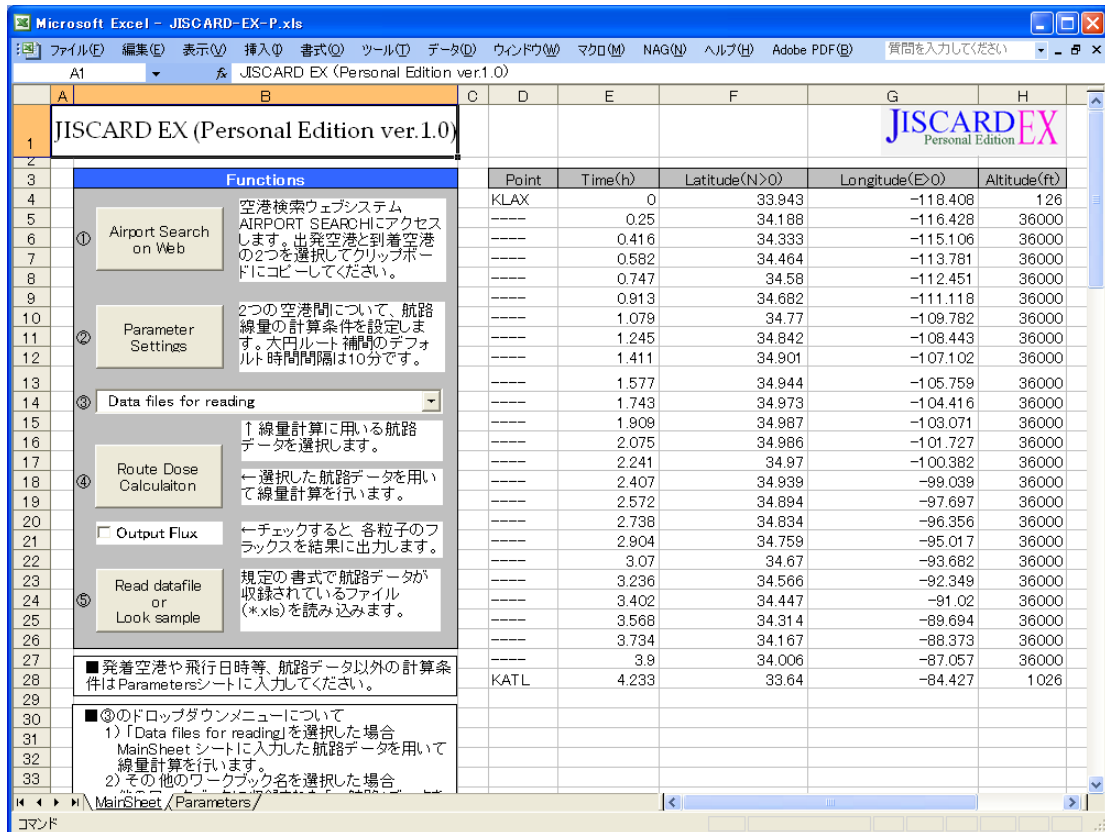 Microsoft Excel - JISCARD-EX-P.xls
ファイル(F) 編集(E) 表示(V) 挿入(I) 書式(O) ツール(T) データ(D) ウィンドウ(W) マクロ(M) NAG(N) ヘルプ(H) Adobe PDF(B) 質問を入力してください
A1 fx JISCARD EX (Personal Edition ver.1.0)
A B C D E F G H
1 JISCARD EX (Personal Edition ver.1.0)
JISCARD EX
Personal Edition
2
3 Functions Point Time(h) Latitude(N>0) Longitude(E>0) Altitude(ft)
4 KLAX 0 33.943 -118.408 126
5 ---- 0.25 34.188 -116.428 36000
6 ---- 0.416 34.333 -115.106 36000
7 ---- 0.582 34.464 -113.781 36000
8 ---- 0.747 34.58 -112.451 36000
9 ---- 0.913 34.682 -111.118 36000
10 ---- 1.079 34.77 -109.782 36000
11 ---- 1.245 34.842 -108.443 36000
12 ---- 1.411 34.901 -107.102 36000
13 ---- 1.577 34.944 -105.759 36000
14 ---- 1.743 34.973 -104.416 36000
15 ---- 1.909 34.987 -103.071 36000
16 ---- 2.075 34.986 -101.727 36000
17 ---- 2.241 34.97 -100.382 36000
18 ---- 2.407 34.939 -99.039 36000
19 ---- 2.572 34.894 -97.697 36000
20 ---- 2.738 34.834 -96.356 36000
21 ---- 2.904 34.759 -95.017 36000
22 ---- 3.07 34.67 -93.682 36000
23 ---- 3.236 34.566 -92.349 36000
24 ---- 3.402 34.447 -91.02 36000
25 ---- 3.568 34.314 -89.694 36000
26 ---- 3.734 34.167 -88.373 36000
27 ---- 3.9 34.006 -87.057 36000
28 KATL 4.233 33.64 -84.427 1026
29
30
31
32
33
① Airport Search
on Web
空港検索ウェブシステム
AIRPORT SEARCHにアクセス
します。出発空港と到着空港
の2つを選択してクリップボー
ドにコピーしてください。
② Parameter
Settings
2つの空港間について、航路
線量の計算条件を設定しま
す。大円ルート補間のデフォ
ルト時間間隔は10分です。
③ Data files for reading
↑線量計算に用いる航路
データを選択します。
④ Route Dose
Calculaiton
←選択した航路データを用い
て線量計算を行います。
Output Flux
←チェックすると、各粒子のフ
ラックスを結果に出力します。
⑤ Read datafile
or
Look sample
規定の書式で航路データが
収録されているファイル
(*.xls)を読み込みます。
■発着空港や飛行日時等、航路データ以外の計算条
件はParametersシートに入力してください。
■③のドロップダウンメニューについて
1)「Data files for reading」を選択した場合
MainSheet シートに入力した航路データを用いて
線量計算を行います。
2)その他のワークブック名を選択した場合
MainSheet Parameters
コマンド